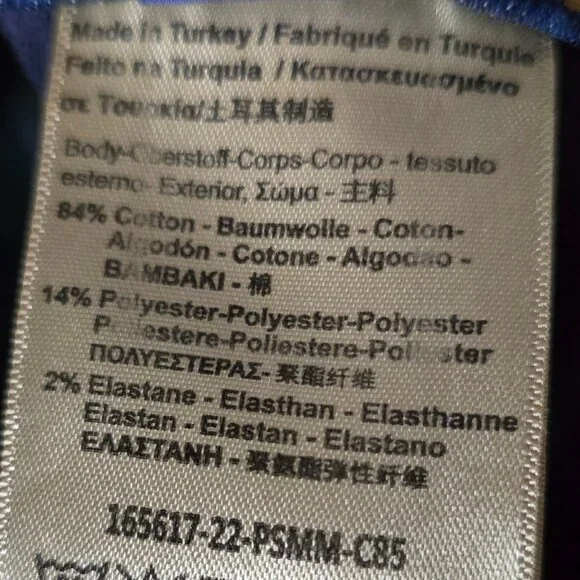 Made in Turkey / Fabriqué en Turquie
Feito na Turquia / Κατασκευασμένο
σε Τουρκία/土耳其制造
Body-Oberstoff-Corps-Corpo - tessuto
esterno- Exterior, Σωμα - 主料
84% Cotton - Baumwolle - Coton-
Algodón - Cotone - Algodao -
BAMBAKI - 棉
14% Polyester-Polyester-Polyester
Poliestere-Poliestere-Poliester
ΠΟΛΥΕΣΤΕΡΑΣ- 聚酯纤维
2% Elastane - Elasthan - Elasthanne
Elastan - Elastan - Elastano
ΕΛΑΣΤΑΝΗ - 聚氨酯弹性纤维
165617-22-PSMM-C85